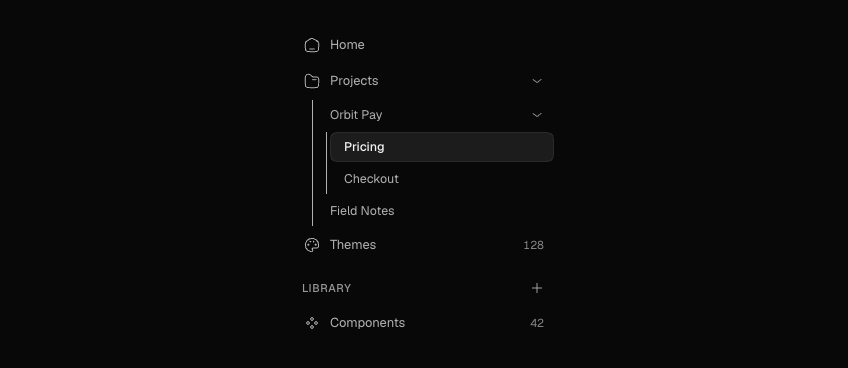 Home
Projects
Orbit Pay
Pricing
Checkout
Field Notes
Themes 128
LIBRARY
Components 42